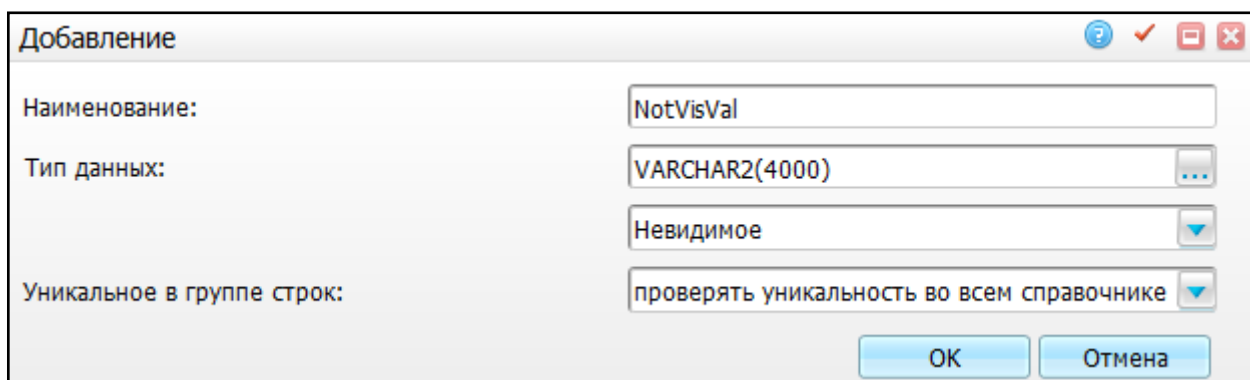 Добавление
Наименование: NotVisVal
Тип данных: VARCHAR2(4000) ...
Невидимое
Уникальное в группе строк: проверять уникальность во всем справочнике
OK Отмена